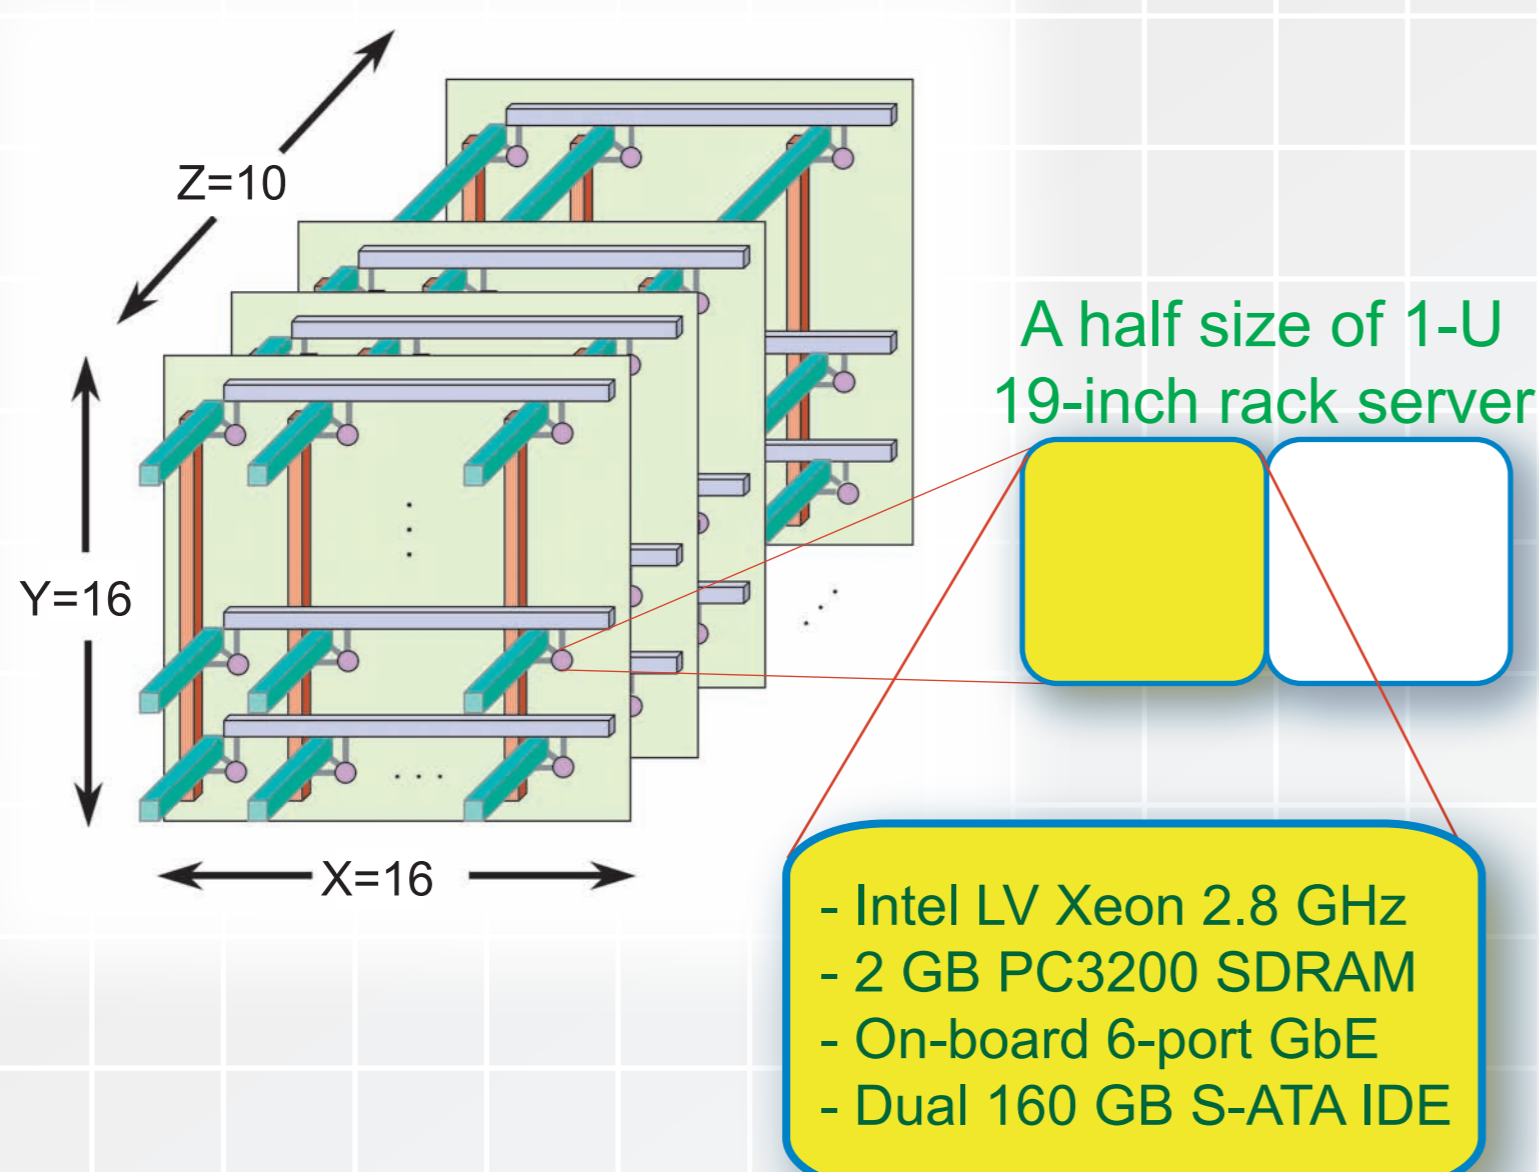 Z=10
A half size of 1-U
19-inch rack server
Y=16
X=16
- Intel LV Xeon 2.8 GHz
- 2 GB PC3200 SDRAM
- On-board 6-port GbE
- Dual 160 GB S-ATA IDE